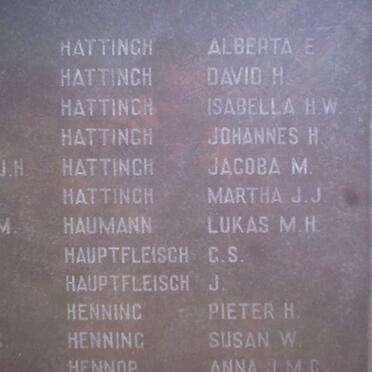 HATTINGH ALBERTA E.
HATTINGH DAVID H.
HATTINGH ISABELLA H.W.
HATTINGH JOHANNES H.
J.H. HATTINGH JACOBA M.
HATTINGH MARTHA J.J.
M. HAUMANN LUKAS M.H.
HAUPTFLEISCH G.S.
HAUPTFLEISCH J.
HENNING PIETER H.
HENNING SUSAN W.
HENNOP ANNA J.M.C.